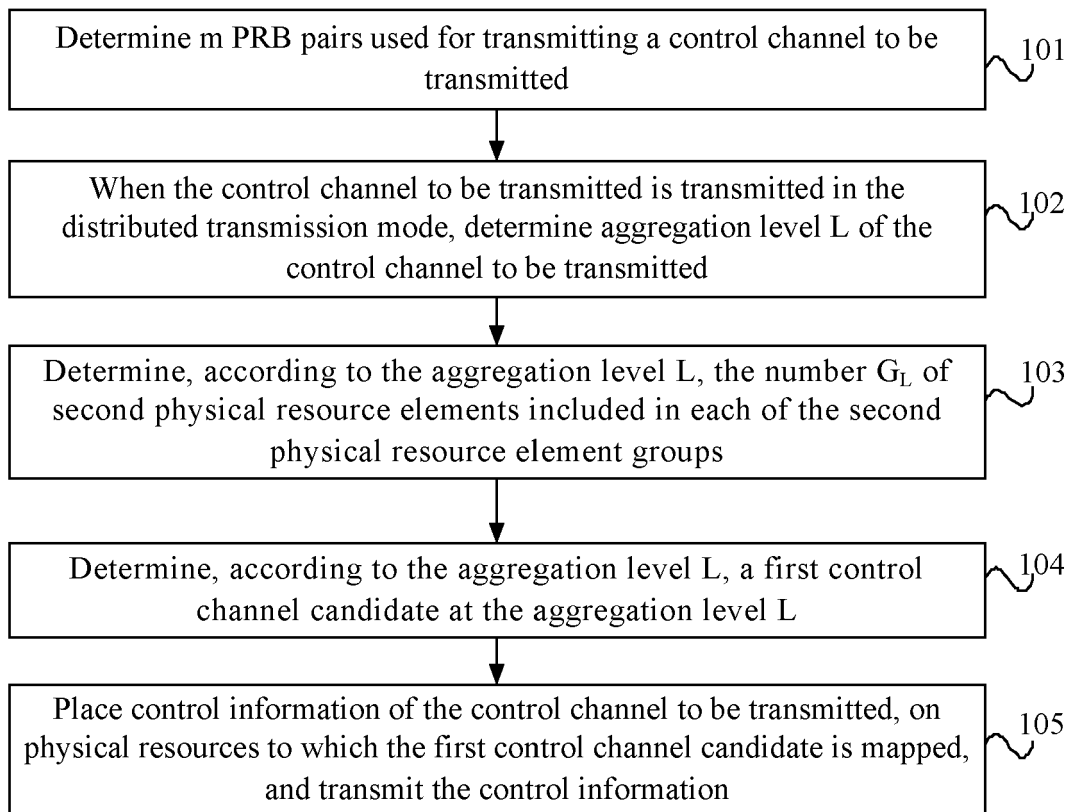 Determine m PRB pairs used for transmitting a control channel to be
transmitted
101
When the control channel to be transmitted is transmitted in the
distributed transmission mode, determine aggregation level L of the
control channel to be transmitted
102
Determine, according to the aggregation level L, the number GL of
second physical resource elements included in each of the second
physical resource element groups
103
Determine, according to the aggregation level L, a first control
channel candidate at the aggregation level L
104
Place control information of the control channel to be transmitted, on
physical resources to which the first control channel candidate is mapped,
and transmit the control information
105